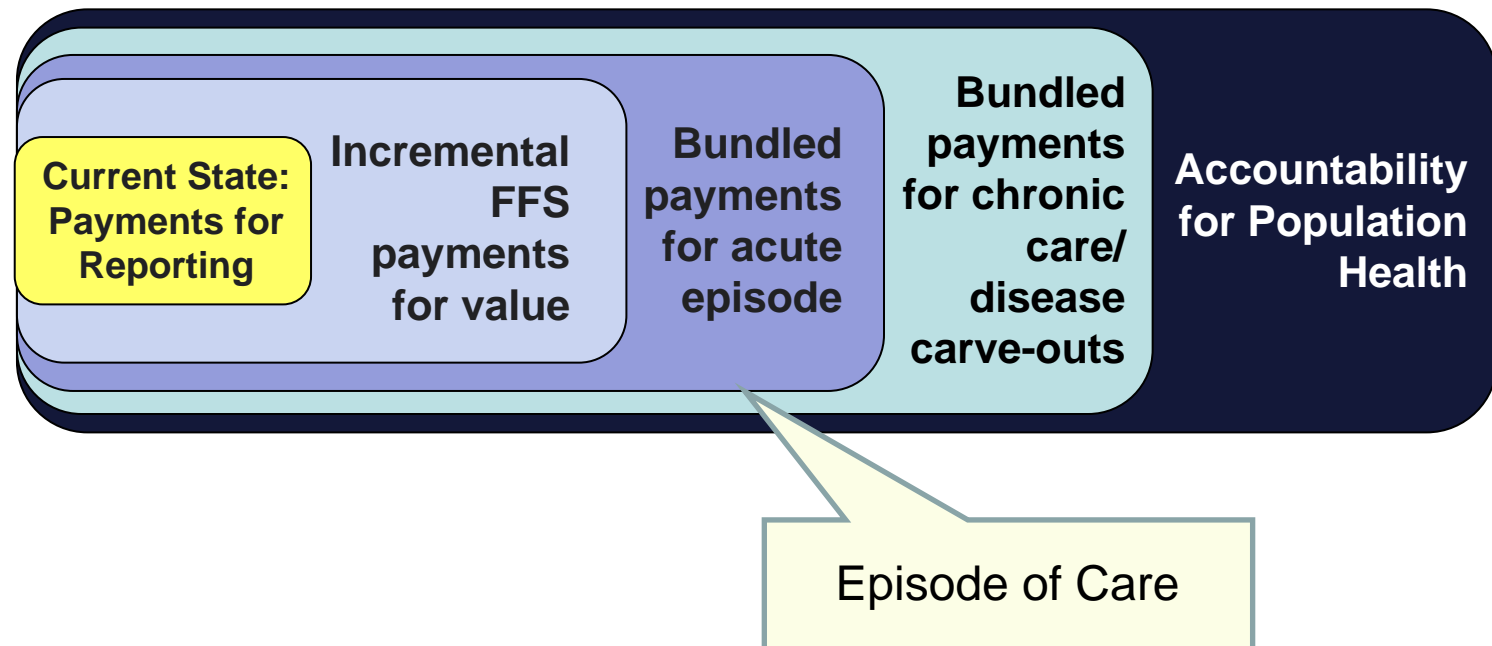 Current State:
Payments for
Reporting
Incremental
FFS
payments
for value
Bundled
payments
for acute
episode
Bundled
payments
for chronic
care/
disease
carve-outs
Accountability
for Population
Health
Episode of Care